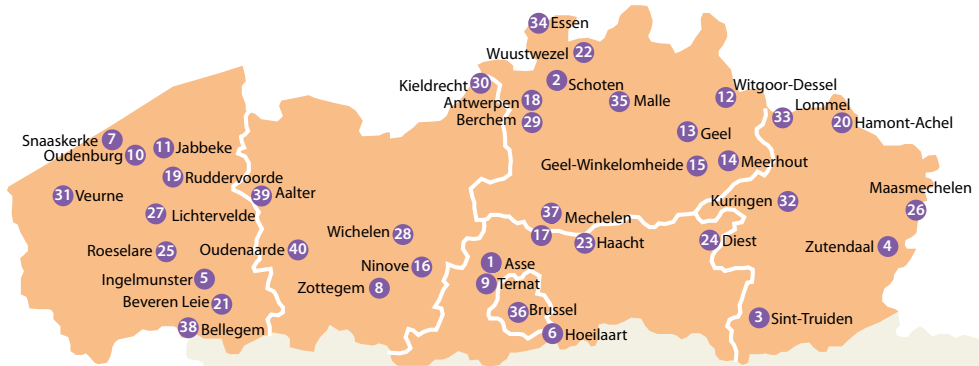 34 Essen
Wuustwezel 22
Kieldrecht 30
2 Schoten
Witgoor-Dessel
12
Antwerpen 18
35 Malle
Lommel
33
20 Hamont-Achel
Berchem 29
13 Geel
Snaaskerke 7
Oudenburg 10
11 Jabbeke
Geel-Winkelomheide 15
14 Meerhout
19 Ruddervoorde
31 Veurne
39 Aalter
Maasmechelen
26
Kuringen 32
27 Lichtervelde
37 Mechelen
Wichelen 28
17
23 Haacht
24 Diest
Zutendaal 4
Roeselare 25
Oudenaarde 40
1 Asse
Ninove 16
Ingelmunster 5
9 Ternat
Zottegem 8
Beveren Leie 21
36 Brussel
3 Sint-Truiden
38 Bellegem
6 Hoeilaart